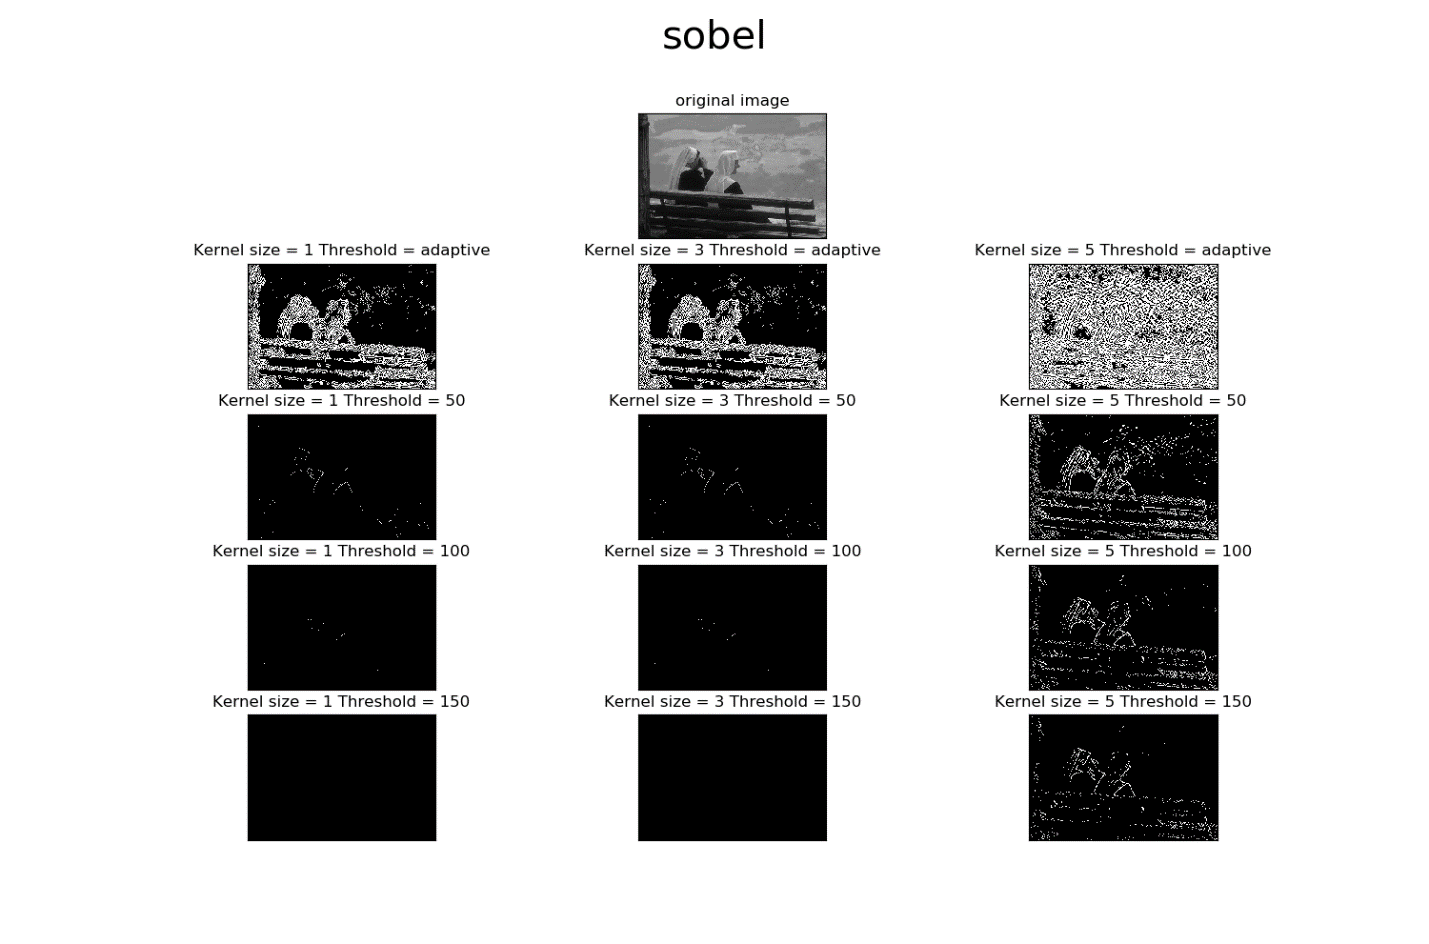 sobel
original image
Kernel size = 1 Threshold = adaptive
Kernel size = 3 Threshold = adaptive
Kernel size = 5 Threshold = adaptive
Kernel size = 1 Threshold = 50
Kernel size = 3 Threshold = 50
Kernel size = 5 Threshold = 50
Kernel size = 1 Threshold = 100
Kernel size = 3 Threshold = 100
Kernel size = 5 Threshold = 100
Kernel size = 1 Threshold = 150
Kernel size = 3 Threshold = 150
Kernel size = 5 Threshold = 150